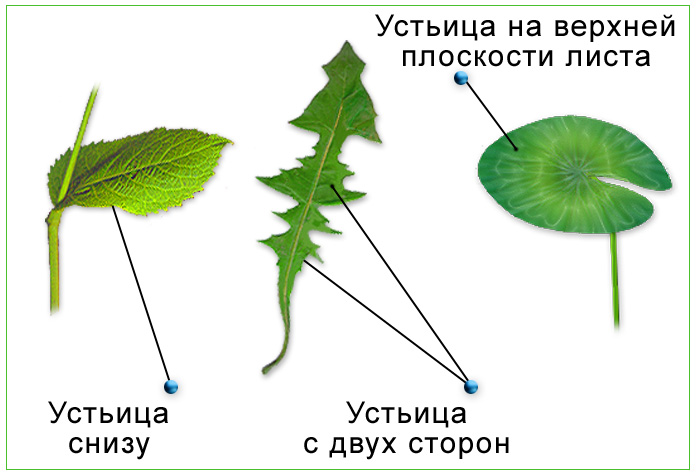 Устьица на верхней
плоскости листа
Устьица
снизу
Устьица
с двух сторон